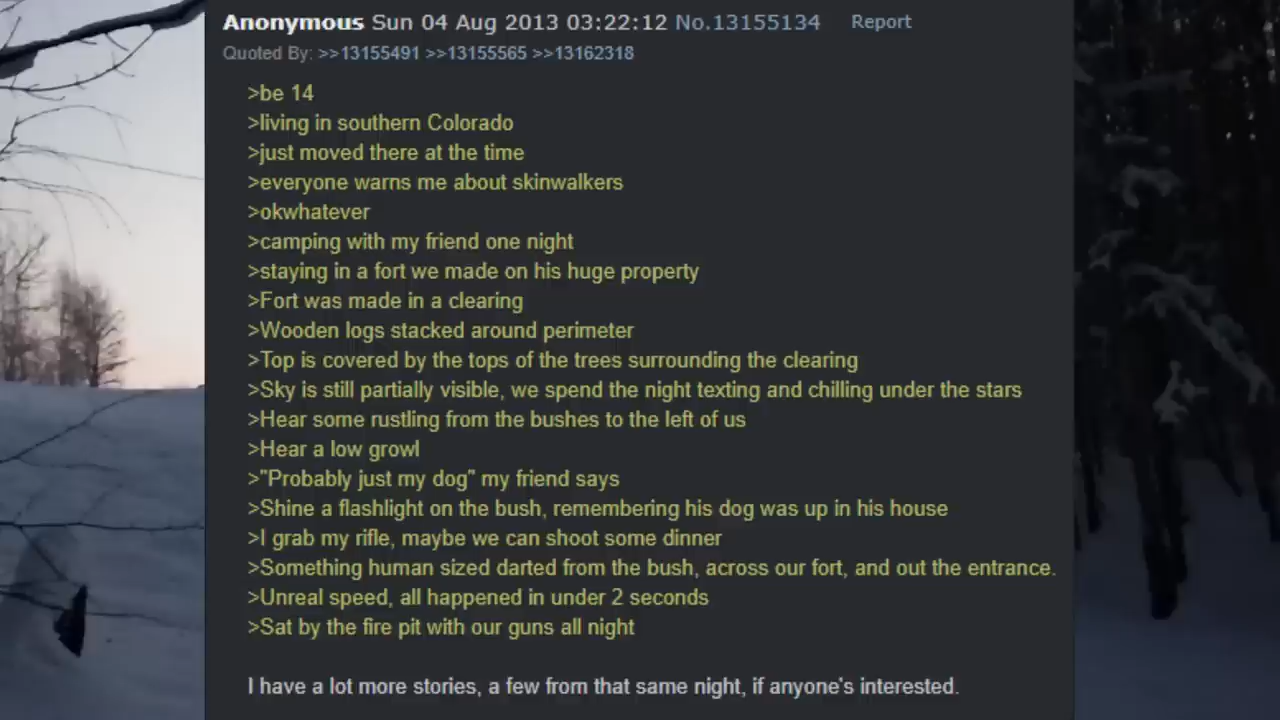 Anonymous Sun 04 Aug 2013 03:22:12 No.13155134 Report
Quoted By: >>13155491 >>13155565 >>13162318
>be 14
>living in southern Colorado
>just moved there at the time
>everyone warns me about skinwalkers
>okwhatever
>camping with my friend one night
>staying in a fort we made on his huge property
>Fort was made in a clearing
>Wooden logs stacked around perimeter
>Top is covered by the tops of the trees surrounding the clearing
>Sky is still partially visible, we spend the night texting and chilling under the stars
>Hear some rustling from the bushes to the left of us
>Hear a low growl
>"Probably just my dog" my friend says
>Shine a flashlight on the bush, remembering his dog was up in his house
>I grab my rifle, maybe we can shoot some dinner
>Something human sized darted from the bush, across our fort, and out the entrance.
>Unreal speed, all happened in under 2 seconds
>Sat by the fire pit with our guns all night
I have a lot more stories, a few from that same night, if anyone's interested.